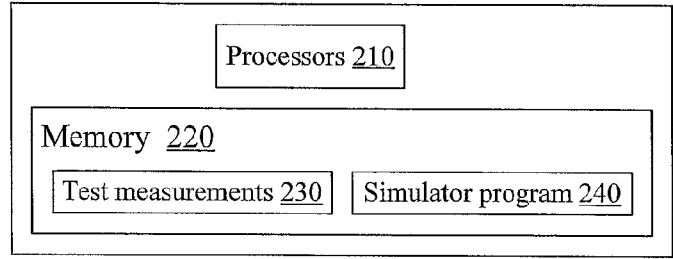 Processors 210
Memory 220
Test measurements 230
Simulator program 240